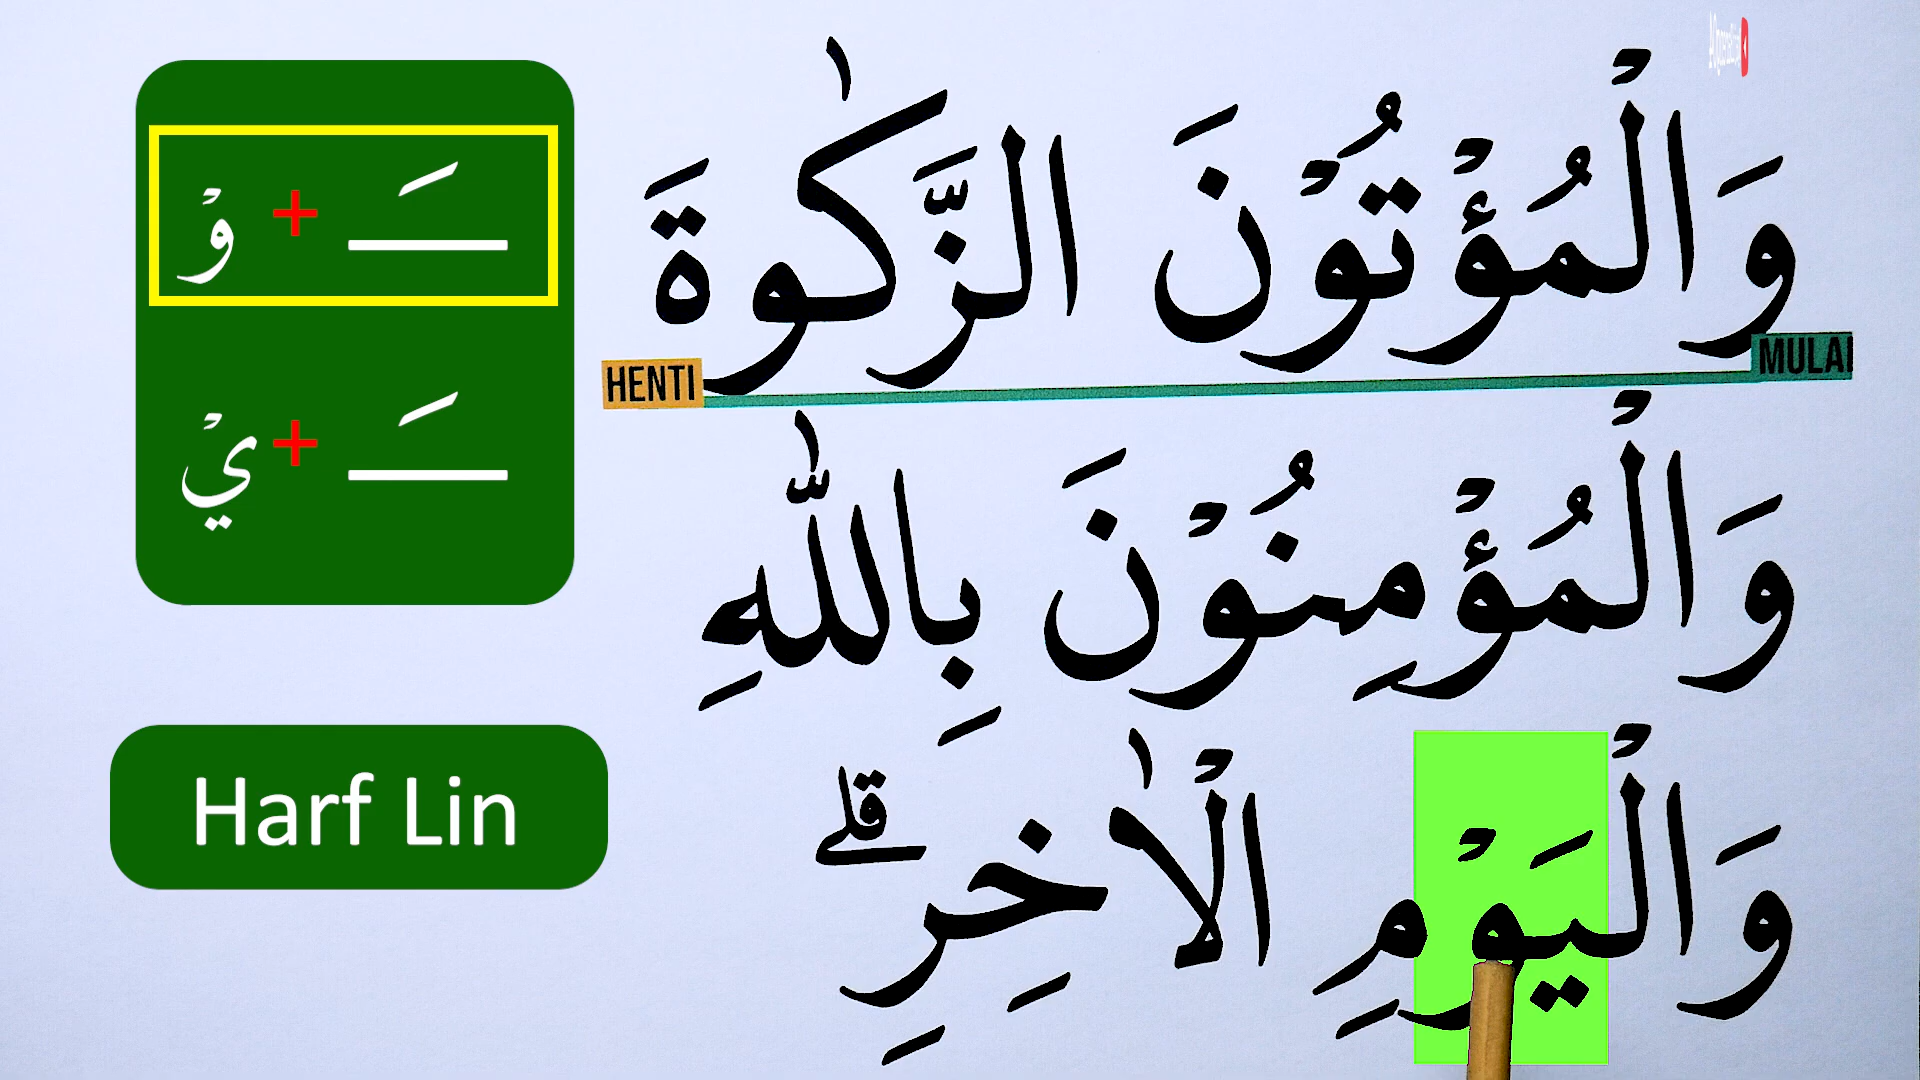 وَالْمُؤْتُوْنَ الزَّكٰوةَ
MULAI
HENTI
وَالْمُؤْمِنُوْنَ بِاللّٰهِ
وَالْيَوْمِ الْاٰخِرِ ۗ
ـَ + وْ
ـَ + يْ
Harf Lin